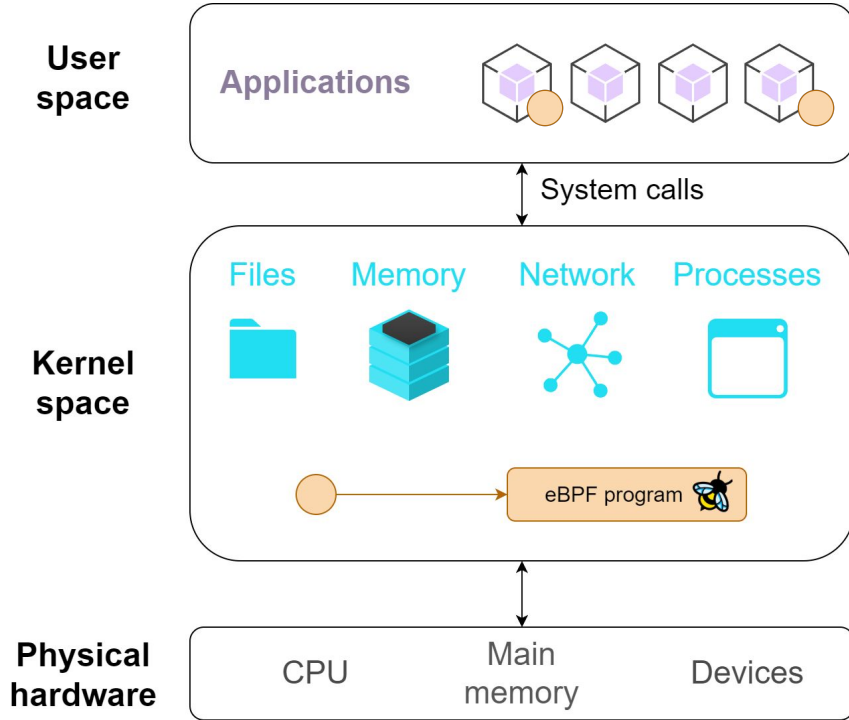 User
space
Applications
System calls
Files
Memory
Network
Processes
Kernel
space
eBPF program
Physical
hardware
CPU
Main
memory
Devices